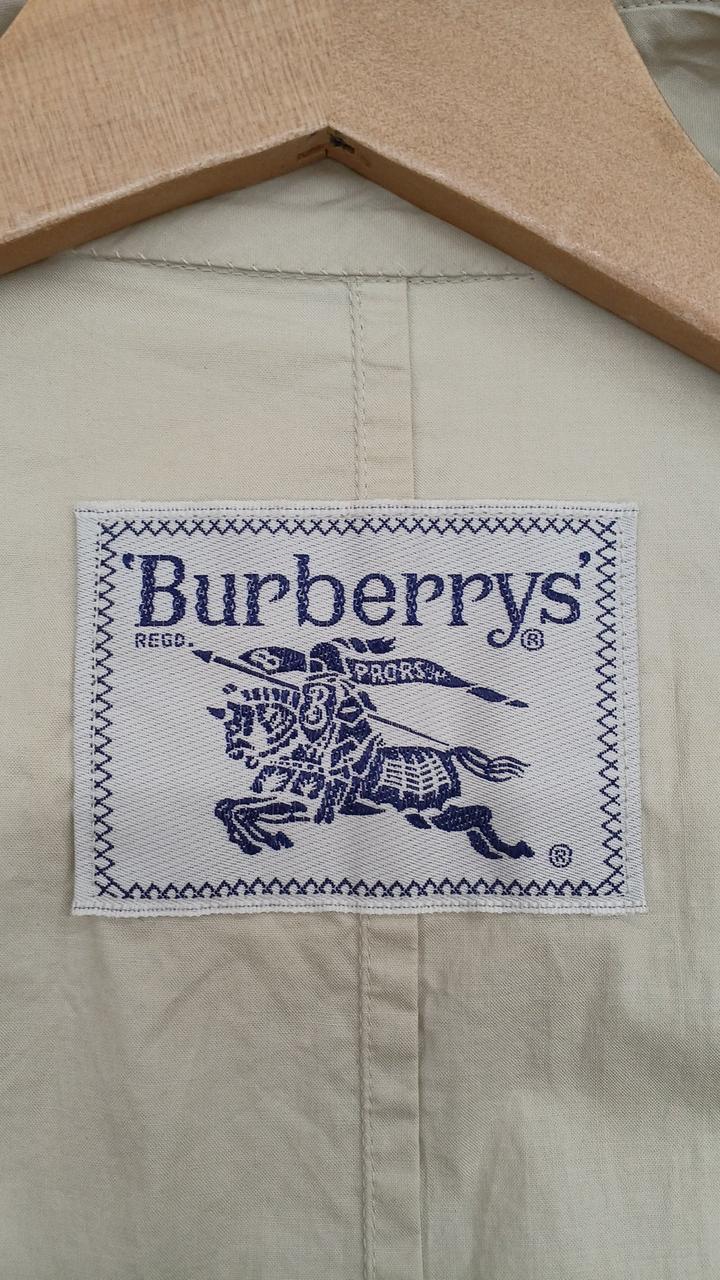 'Burberrys'
REGD. ®
B PRORSUM
B
®